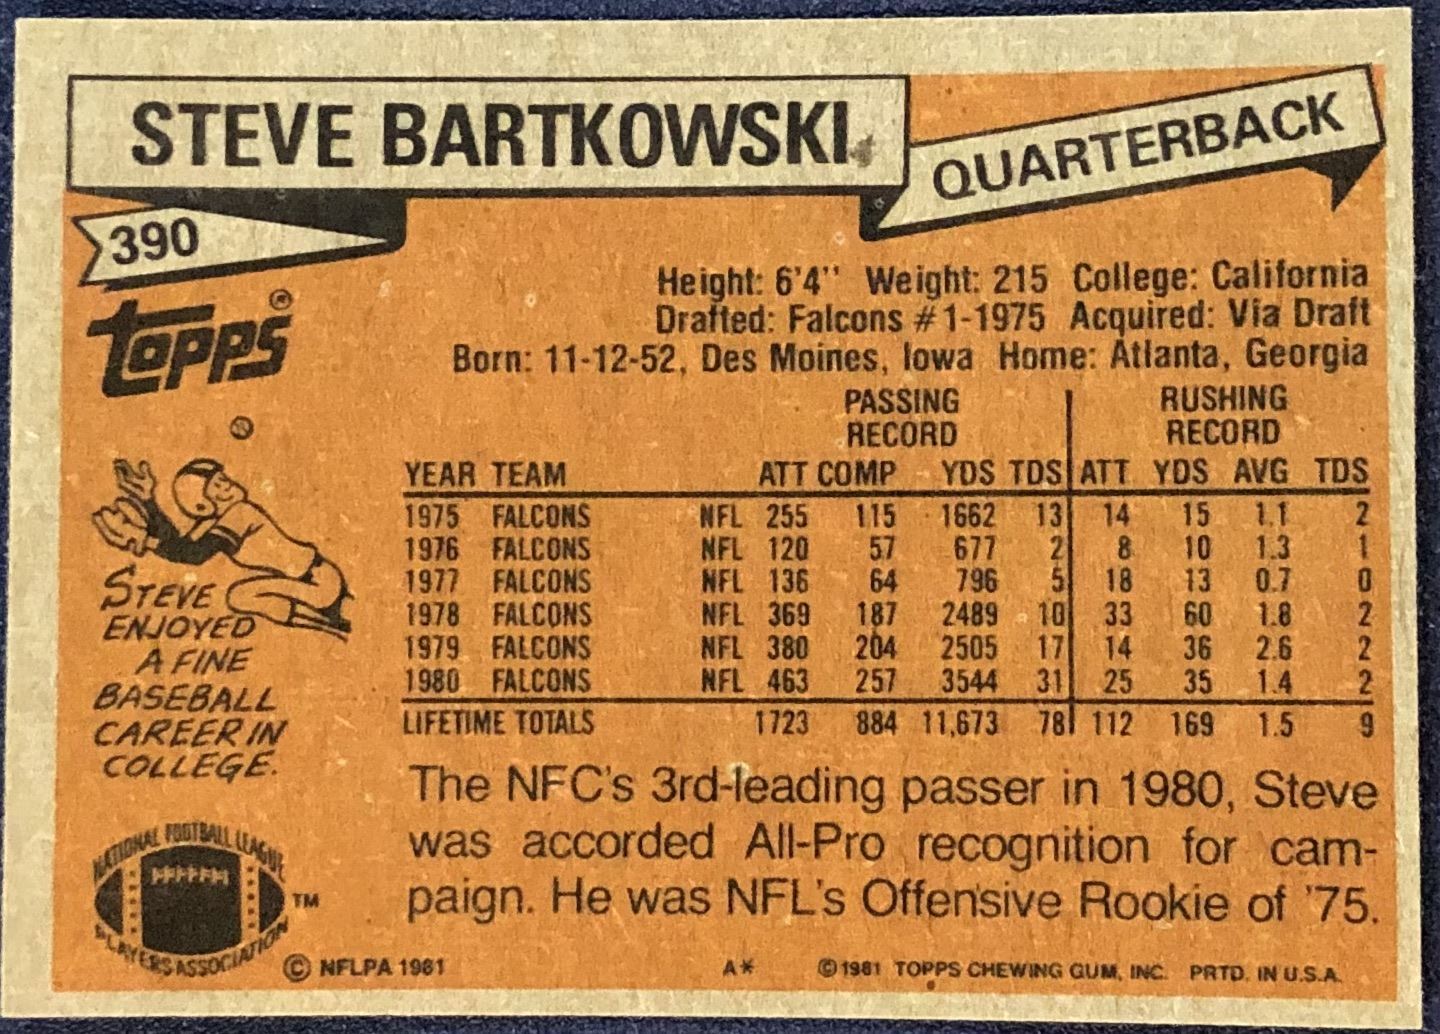 STEVE BARTKOWSKI
QUARTERBACK
390
TOPPS®
Height: 6'4'' Weight: 215 College: California
Drafted: Falcons #1-1975 Acquired: Via Draft
Born: 11-12-52, Des Moines, Iowa Home: Atlanta, Georgia
PASSING RECORD RUSHING RECORD
YEAR TEAM ATT COMP YDS TDS ATT YDS AVG TDS
1975 FALCONS NFL 255 115 1662 13 14 15 1.1 2
1976 FALCONS NFL 120 57 677 2 8 10 1.3 1
1977 FALCONS NFL 136 64 796 5 18 13 0.7 0
1978 FALCONS NFL 369 187 2489 10 33 60 1.8 2
1979 FALCONS NFL 380 204 2505 17 14 36 2.6 2
1980 FALCONS NFL 463 257 3544 31 25 35 1.4 2
LIFETIME TOTALS 1723 884 11,673 78 112 169 1.5 9
STEVE
ENJOYED
A FINE
BASEBALL
CAREER IN
COLLEGE.
The NFC's 3rd-leading passer in 1980, Steve
was accorded All-Pro recognition for cam-
paign. He was NFL's Offensive Rookie of '75.
NATIONAL FOOTBALL LEAGUE
PLAYERS ASSOCIATION
TM
© NFLPA 1981 A* © 1981 TOPPS CHEWING GUM, INC. PRTD. IN U.S.A.